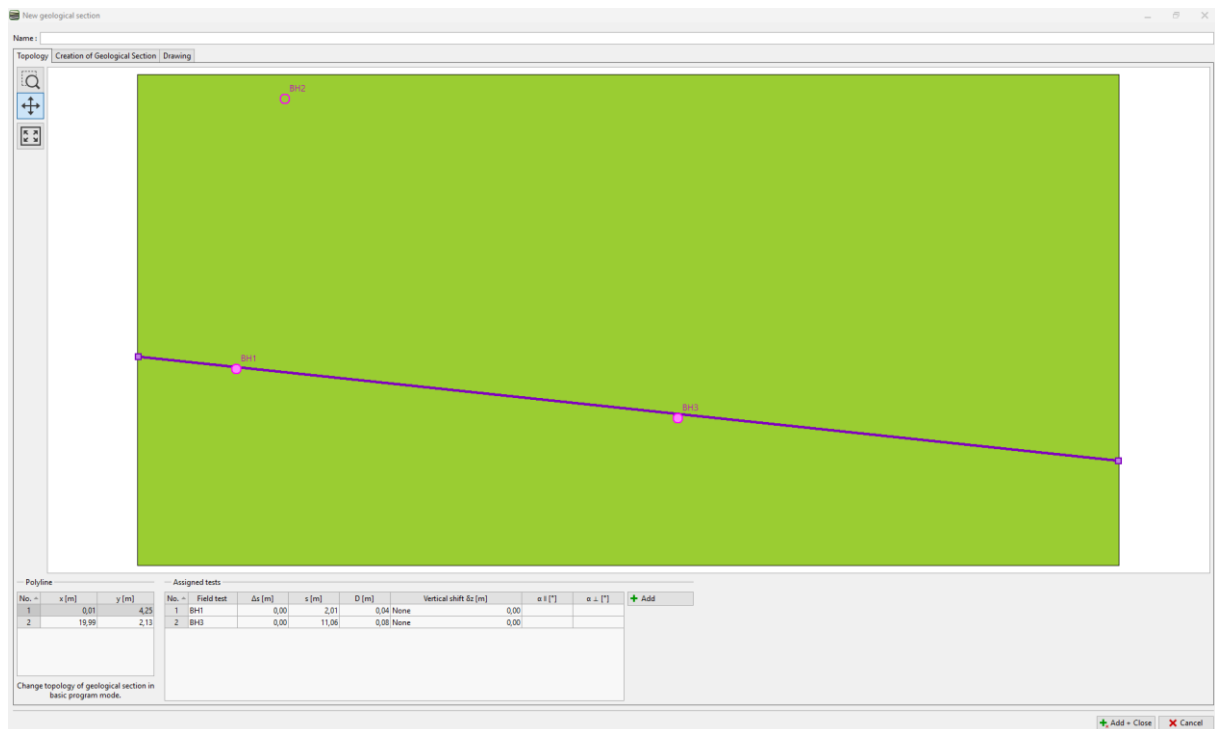 New geological section
Name :
Topology Creation of Geological Section Drawing
BH2
BH1
BH3
Polyline
No. x [m] y [m]
1 0,01 4,25
2 19,99 2,13
Change topology of geological section in
basic program mode.
Assigned tests
No. Field test Δs [m] s [m] D [m] Vertical shift δz [m] α ∥ [°] α ⊥ [°]
1 BH1 0,00 2,01 0,04 None 0,00
2 BH3 0,00 11,06 0,08 None 0,00
Add
Add + Close Cancel